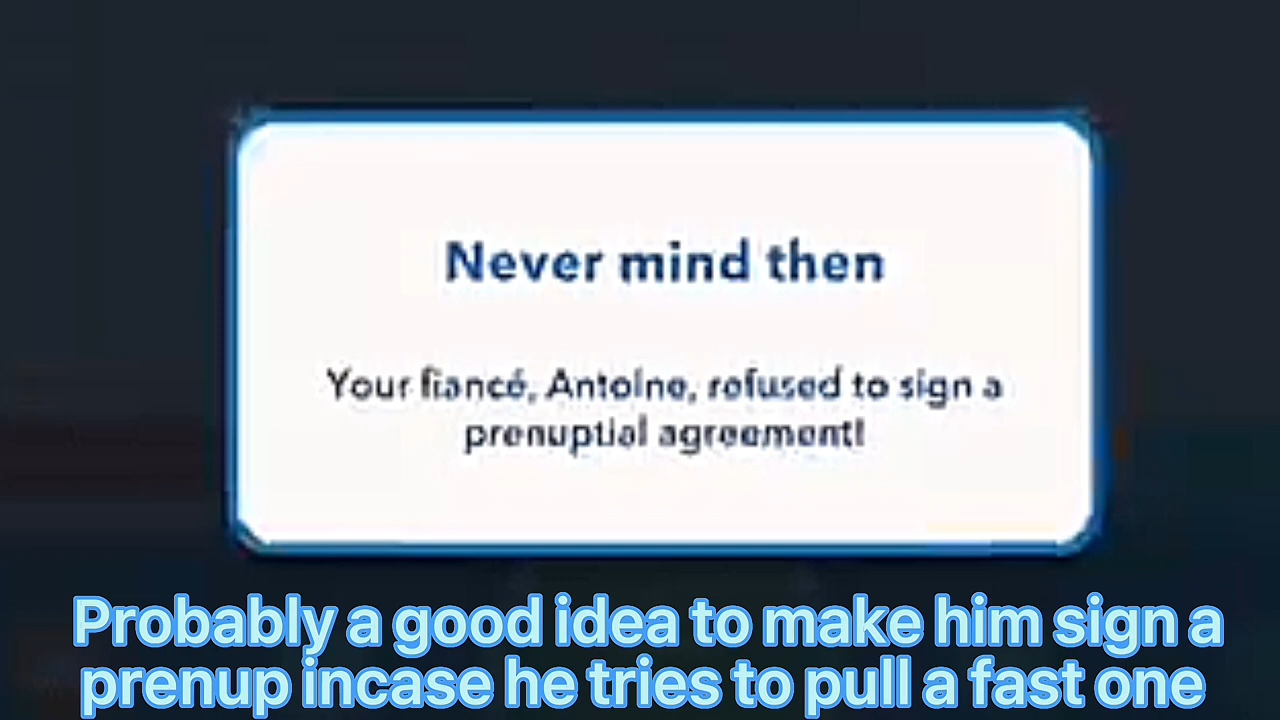 Never mind then
Your fiancé, Antoine, refused to sign a
prenuptial agreement!
Probably a good idea to make him sign a
prenup incase he tries to pull a fast one